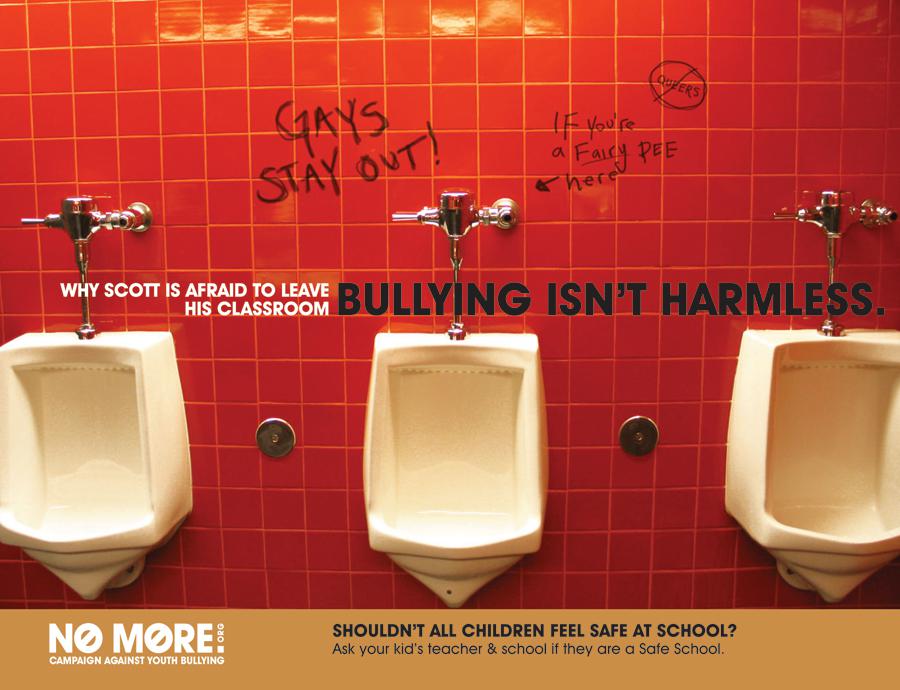 GAYS
STAY OUT!
QUEERS
IF You're
a Fairy PEE
← here
WHY SCOTT IS AFRAID TO LEAVE
HIS CLASSROOM
BULLYING ISN'T HARMLESS.
NO MORE!ORG
CAMPAIGN AGAINST YOUTH BULLYING
SHOULDN'T ALL CHILDREN FEEL SAFE AT SCHOOL?
Ask your kid's teacher & school if they are a Safe School.